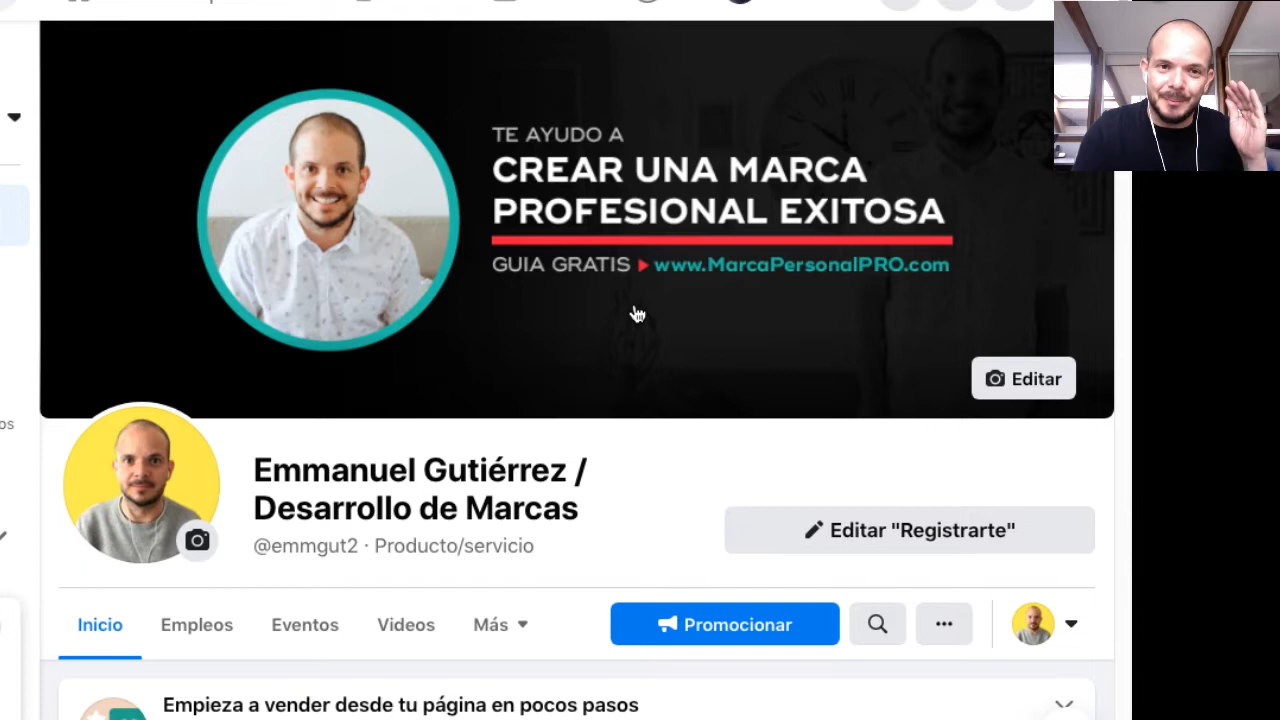 TE AYUDO A
CREAR UNA MARCA
PROFESIONAL EXITOSA
GUIA GRATIS ▸ www.MarcaPersonalPRO.com
Editar
os
Emmanuel Gutiérrez /
Desarrollo de Marcas
@emmgut2 · Producto/servicio
Editar "Registrarte"
Inicio
Empleos
Eventos
Videos
Más
Promocionar
Empieza a vender desde tu página en pocos pasos